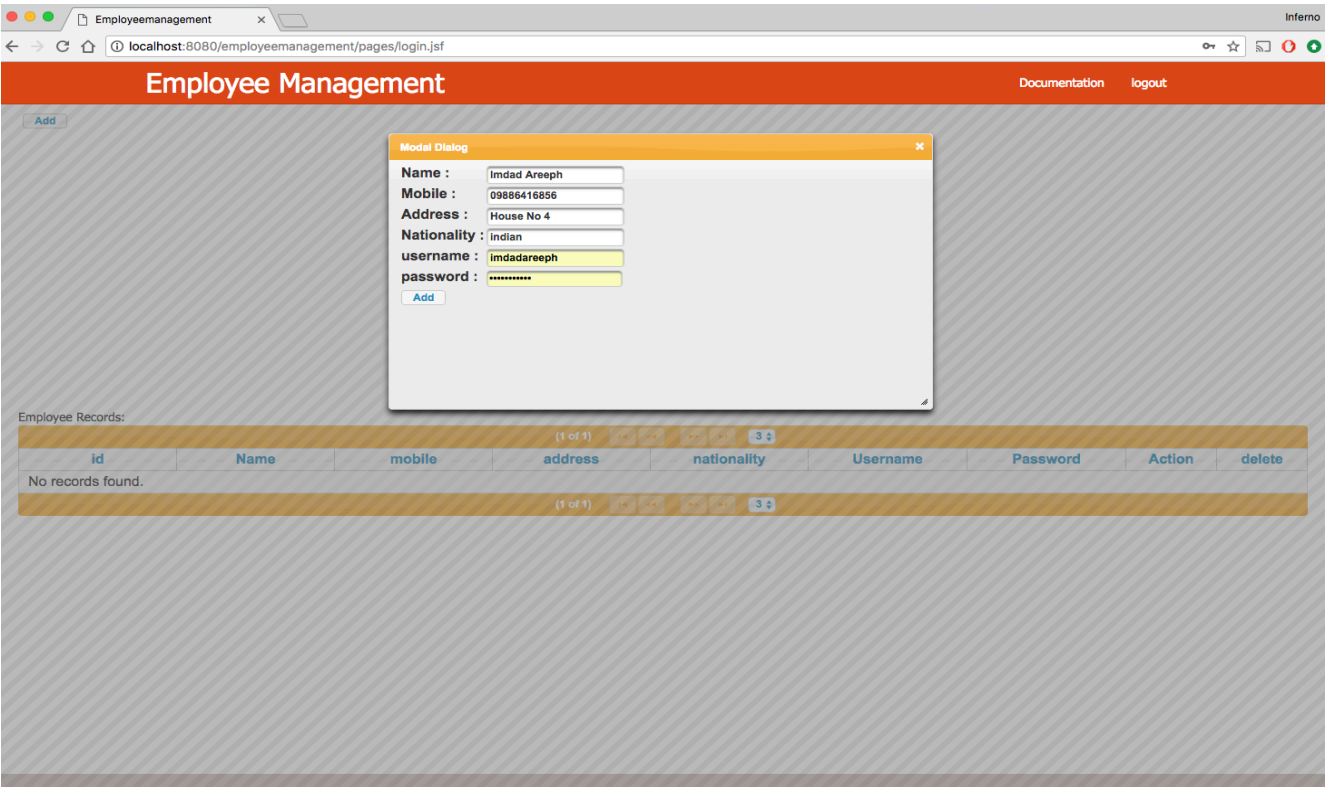 Employeemanagement
Inferno
localhost:8080/employeemanagement/pages/login.jsf
Employee Management
Documentation
logout
Add
Modal Dialog
Name :
Imdad Areeph
Mobile :
09886416856
Address :
House No 4
Nationality :
indian
username :
imdadareeph
password :
•••••••••••
Add
Employee Records:
(1 of 1)
3
id Name mobile address nationality Username Password Action delete
No records found.
(1 of 1)
3